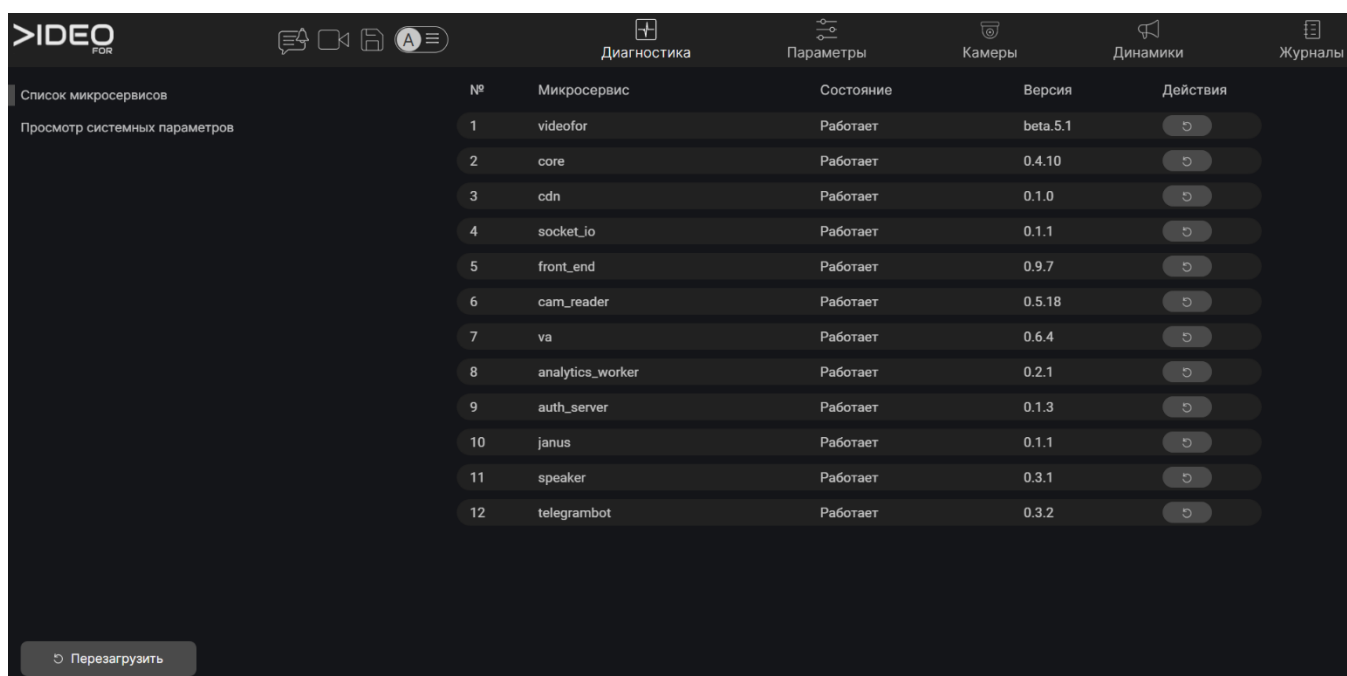 >IDEO
FOR
A
Диагностика
Параметры
Камеры
Динамики
Журналы
Список микросервисов
Просмотр системных параметров
№ Микросервис Состояние Версия Действия
1 videofor Работает beta.5.1
2 core Работает 0.4.10
3 cdn Работает 0.1.0
4 socket_io Работает 0.1.1
5 front_end Работает 0.9.7
6 cam_reader Работает 0.5.18
7 va Работает 0.6.4
8 analytics_worker Работает 0.2.1
9 auth_server Работает 0.1.3
10 janus Работает 0.1.1
11 speaker Работает 0.3.1
12 telegrambot Работает 0.3.2
Перезагрузить